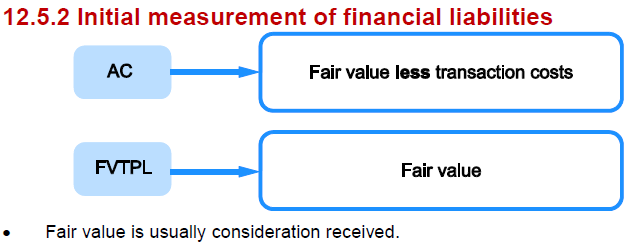 12.5.2 Initial measurement of financial liabilities
AC
Fair value less transaction costs
FVTPL
Fair value
• Fair value is usually consideration received.